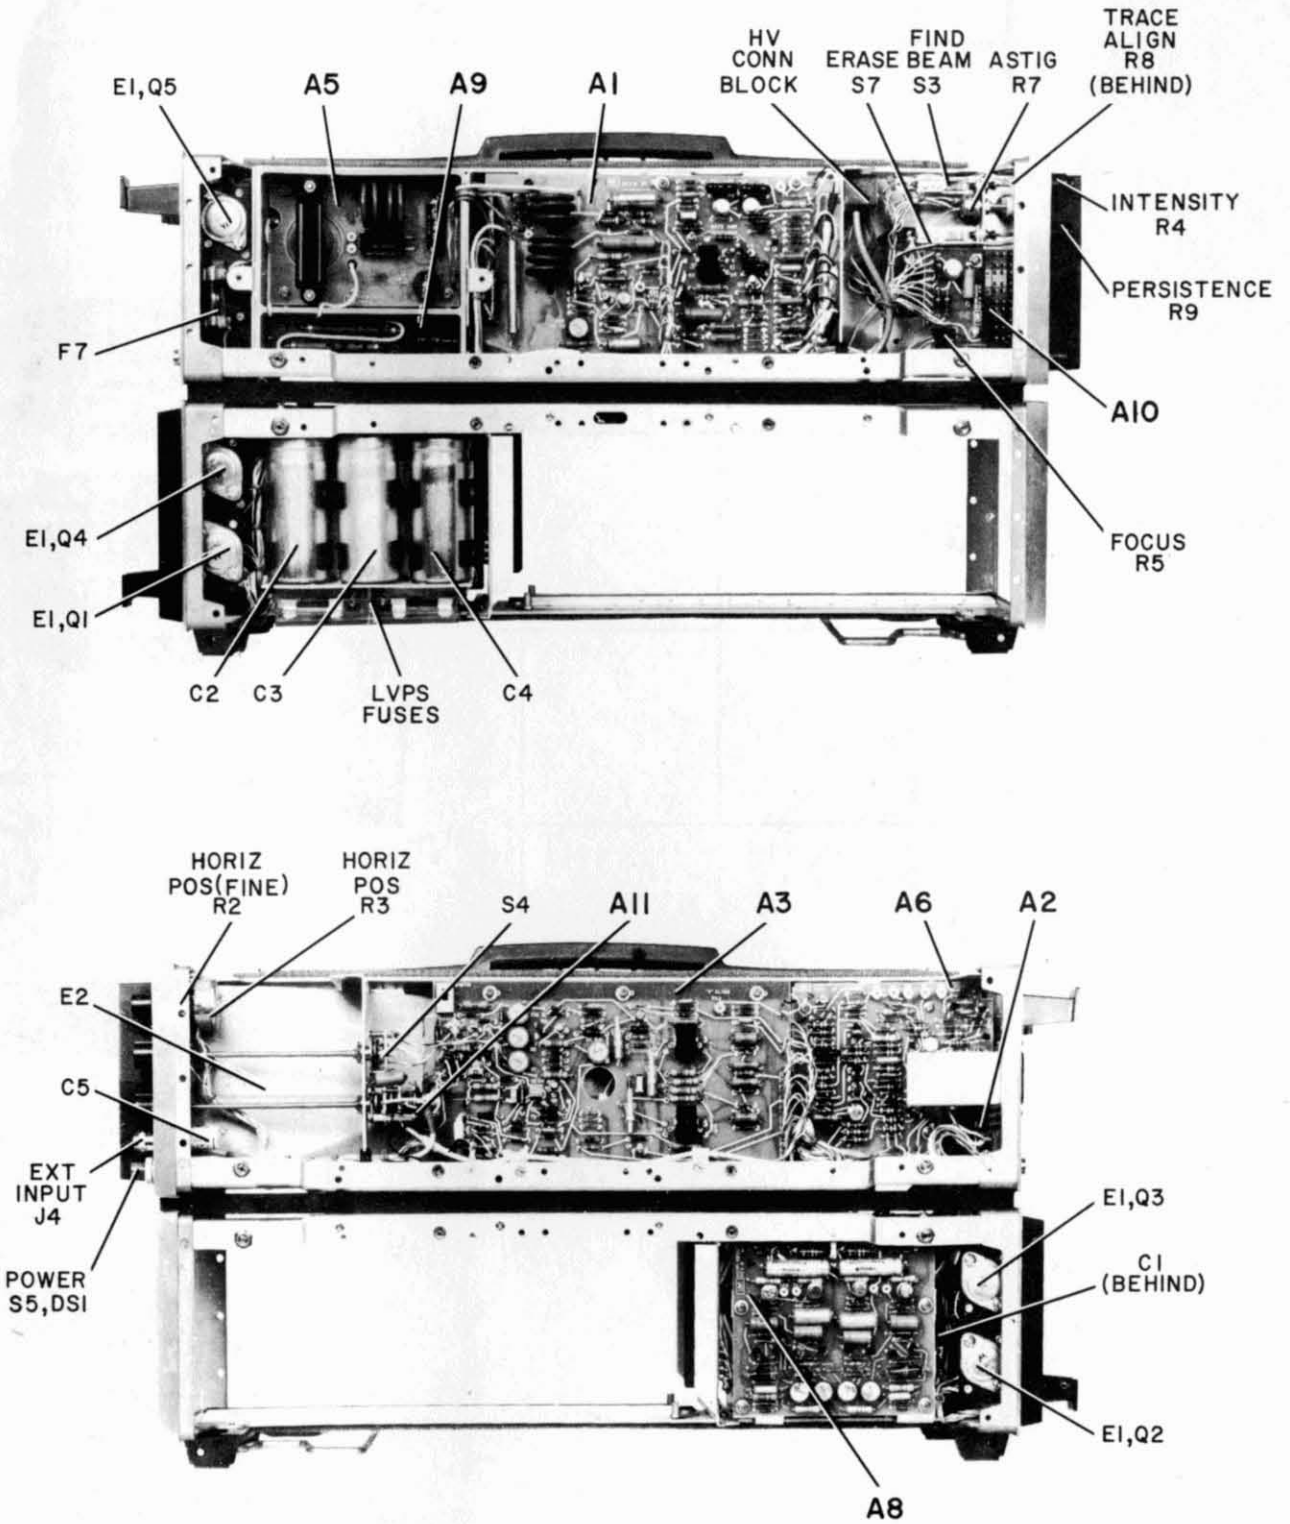 TRACE
ALIGN
R8
(BEHIND)
HV
CONN
BLOCK
ERASE
S7
FIND
BEAM
S3
ASTIG
R7
E1,Q5
A5
A9
A1
INTENSITY
R4
PERSISTENCE
R9
F7
A10
E1,Q4
FOCUS
R5
E1,Q1
C2
C3
LVPS
FUSES
C4
HORIZ
POS(FINE)
R2
HORIZ
POS
R3
S4
A11
A3
A6
A2
E2
C5
EXT
INPUT
J4
E1,Q3
POWER
S5,DS1
C1
(BEHIND)
E1,Q2
A8